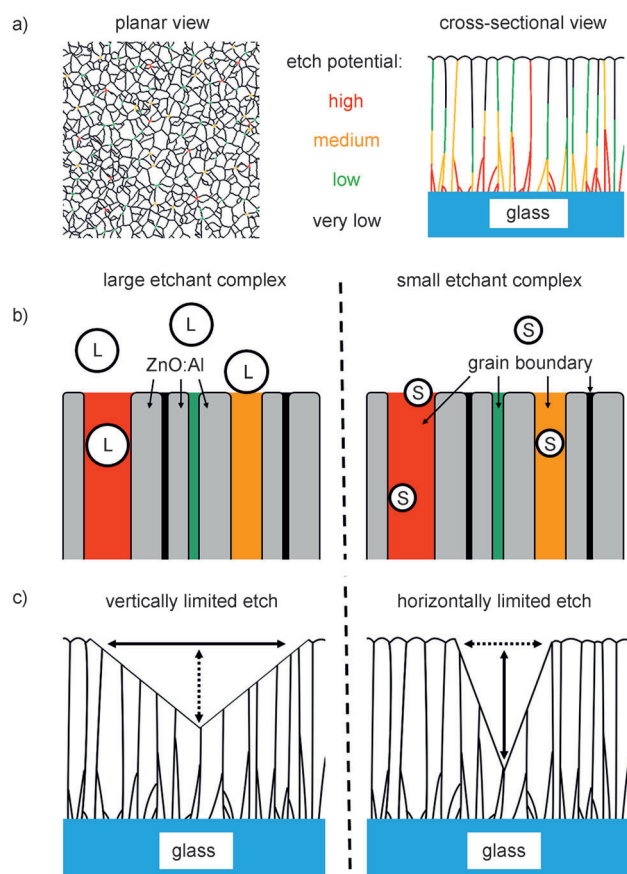 a)
planar view
cross-sectional view
etch potential:
high
medium
low
very low
glass
large etchant complex
small etchant complex
b)
L
L
L
L
ZnO:Al
S
grain boundary
S
S
S
c)
vertically limited etch
horizontally limited etch
glass
glass